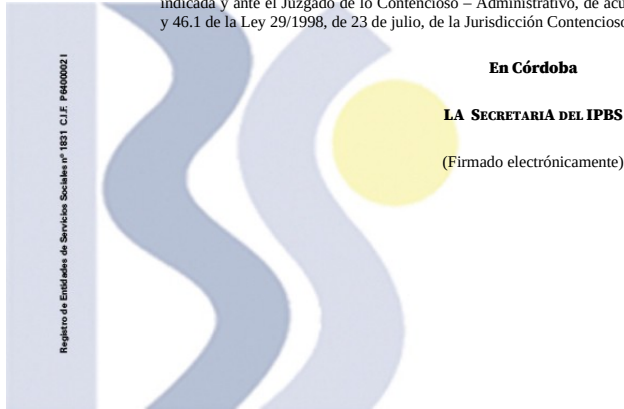 indicada y ante el Juzgado de lo Contencioso – Administrativo, de
y 46.1 de la Ley 29/1998, de 23 de julio, de la Jurisdicción
En Córdoba
LA SECRETARIA DEL IPBS
(Firmado electrónicamente)
Registro de Entidades de Servicios Sociales nº 1831 C.I.F. P6400002 I